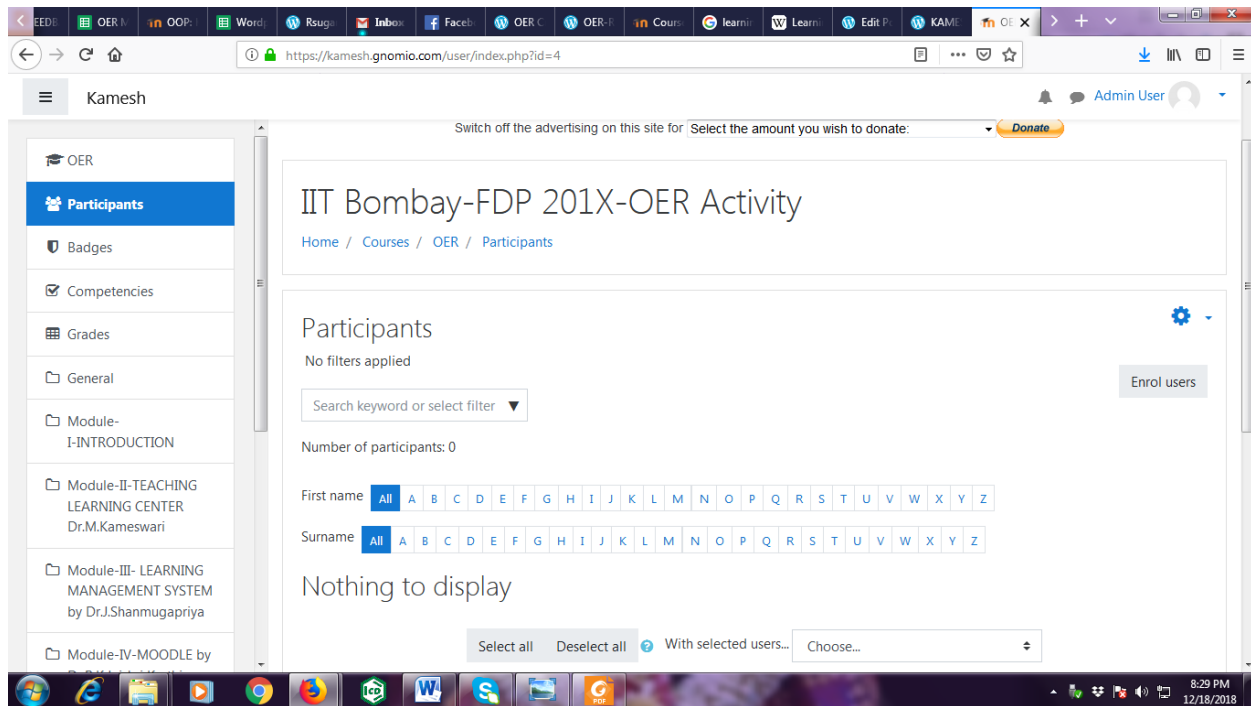 EEDB
OER M
OOP:
Word
Rsuga
Inbox
Faceb
OER C
OER-R
Cours
learnin
Learni
Edit P
KAME
OE
https://kamesh.gnomio.com/user/index.php?id=4
Kamesh
Admin User
Switch off the advertising on this site for Select the amount you wish to donate: Donate
OER
Participants
Badges
Competencies
Grades
General
Module-
I-INTRODUCTION
Module-II-TEACHING
LEARNING CENTER
Dr.M.Kameswari
Module-III- LEARNING
MANAGEMENT SYSTEM
by Dr.J.Shanmugapriya
Module-IV-MOODLE by
IIT Bombay-FDP 201X-OER Activity
Home / Courses / OER / Participants
Participants
No filters applied
Enrol users
Search keyword or select filter ▼
Number of participants: 0
First name All A B C D E F G H I J K L M N O P Q R S T U V W X Y Z
Surname All A B C D E F G H I J K L M N O P Q R S T U V W X Y Z
Nothing to display
Select all Deselect all With selected users... Choose...
8:29 PM
12/18/2018